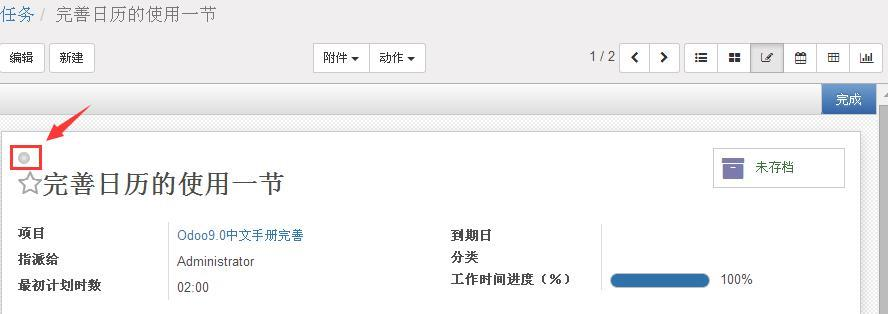 任务 / 完善日历的使用一节
编辑 新建 附件 动作 1 / 2
完成
未存档
完善日历的使用一节
项目 Odoo9.0中文手册完善 到期日
指派给 Administrator 分类
最初计划时数 02:00 工作时间进度（%） 100%